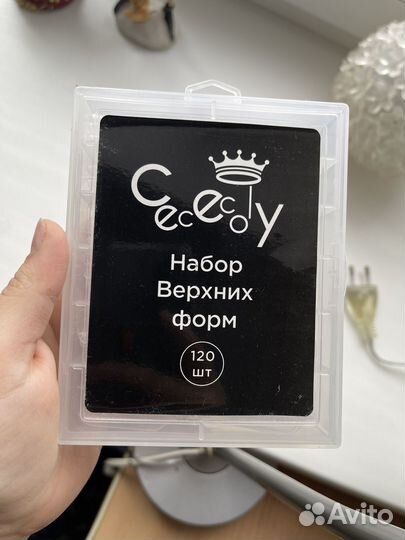 Cececoly
Набор
Верхних
форм
120
шт
Avito